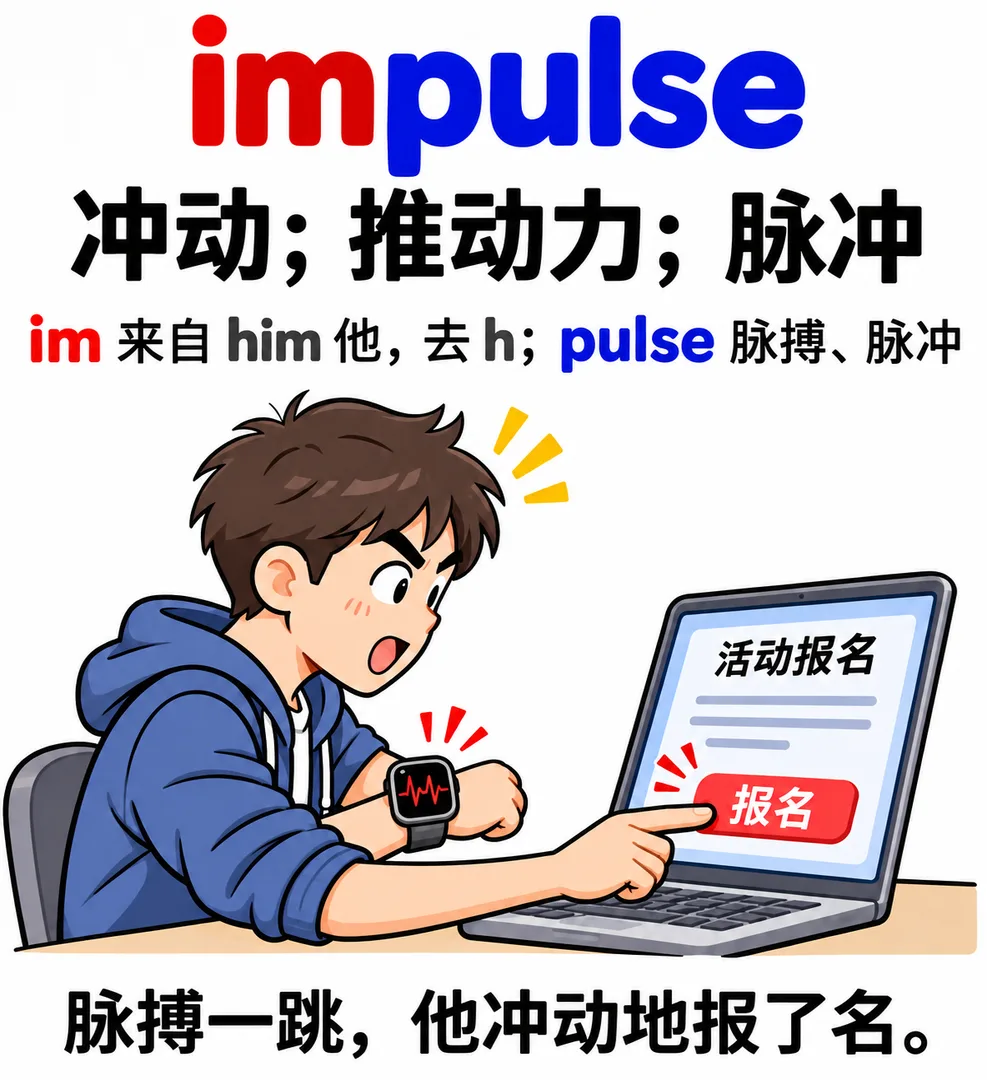 impulse
冲动；推动力；脉冲
im 来自 him 他，去 h；pulse 脉搏、脉冲
活动报名
报名
脉搏一跳，他冲动地报了名。